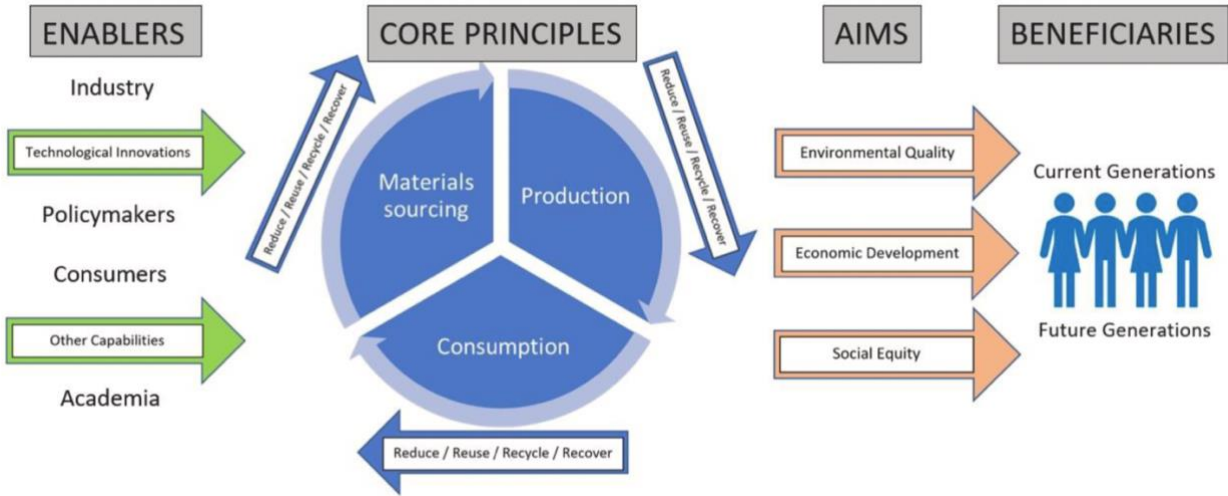 ENABLERS
CORE PRINCIPLES
AIMS
BENEFICIARIES
Industry
Technological Innovations
Policymakers
Consumers
Other Capabilities
Academia
Reduce / Reuse / Recycle / Recover
Materials
sourcing
Production
Consumption
Reduce / Reuse / Recycle / Recover
Reduce / Reuse / Recycle / Recover
Environmental Quality
Economic Development
Social Equity
Current Generations
Future Generations